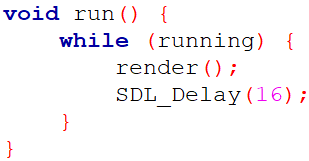 void run() {
    while (running) {
        render();
        SDL_Delay(16);
    }
}